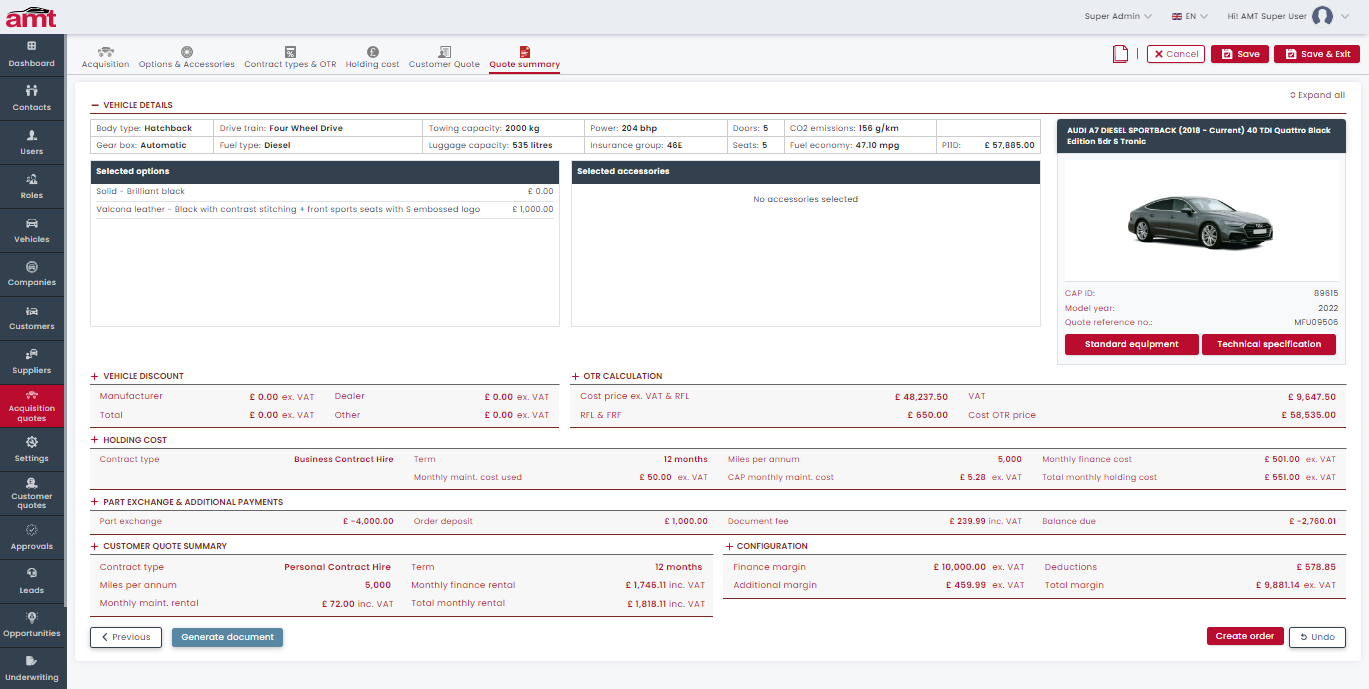 amt
Super Admin EN Hi! AMT Super User
Dashboard
Contacts
Users
Roles
Vehicles
Companies
Customers
Suppliers
Acquisition quotes
Settings
Customer quotes
Approvals
Leads
Opportunities
Underwriting
Acquisition Options & Accessories Contract types & OTR Holding cost Customer Quote Quote summary
Cancel Save Save & Exit
Expand all
VEHICLE DETAILS
Body type: Hatchback Drive train: Four Wheel Drive Towing capacity: 2000 kg Power: 204 bhp Doors: 5 CO2 emissions: 156 g/km
Gear box: Automatic Fuel type: Diesel Luggage capacity: 535 litres Insurance group: 46E Seats: 5 Fuel economy: 47.10 mpg P11D: £ 57,885.00
Selected options
Solid - Brilliant black £ 0.00
Valcona leather - Black with contrast stitching + front sports seats with S embossed logo £ 1,000.00
Selected accessories
No accessories selected
AUDI A7 DIESEL SPORTBACK (2018 - Current) 40 TDI Quattro Black
Edition 5dr S Tronic
CAP ID: 89615
Model year: 2022
Quote reference no.: MFU09506
Standard equipment Technical specification
VEHICLE DISCOUNT
Manufacturer £ 0.00 ex. VAT Dealer £ 0.00 ex. VAT
Total £ 0.00 ex. VAT Other £ 0.00 ex. VAT
OTR CALCULATION
Cost price ex. VAT & RFL £ 48,237.50 VAT £ 9,647.50
RFL & FRF £ 650.00 Cost OTR price £ 58,535.00
HOLDING COST
Contract type Business Contract Hire Term 12 months Miles per annum 5,000 Monthly finance cost £ 501.00 ex. VAT
Monthly maint. cost used £ 50.00 ex. VAT CAP monthly maint. cost £ 5.28 ex. VAT Total monthly holding cost £ 551.00 ex. VAT
PART EXCHANGE & ADDITIONAL PAYMENTS
Part exchange £ -4,000.00 Order deposit £ 1,000.00 Document fee £ 239.99 inc. VAT Balance due £ -2,760.01
CUSTOMER QUOTE SUMMARY
Contract type Personal Contract Hire Term 12 months
Miles per annum 5,000 Monthly finance rental £ 1,746.11 inc. VAT
Monthly maint. rental £ 72.00 inc. VAT Total monthly rental £ 1,818.11 inc. VAT
CONFIGURATION
Finance margin £ 10,000.00 ex. VAT Deductions £ 578.85
Additional margin £ 459.99 ex. VAT Total margin £ 9,881.14 ex. VAT
Previous Generate document Create order Undo